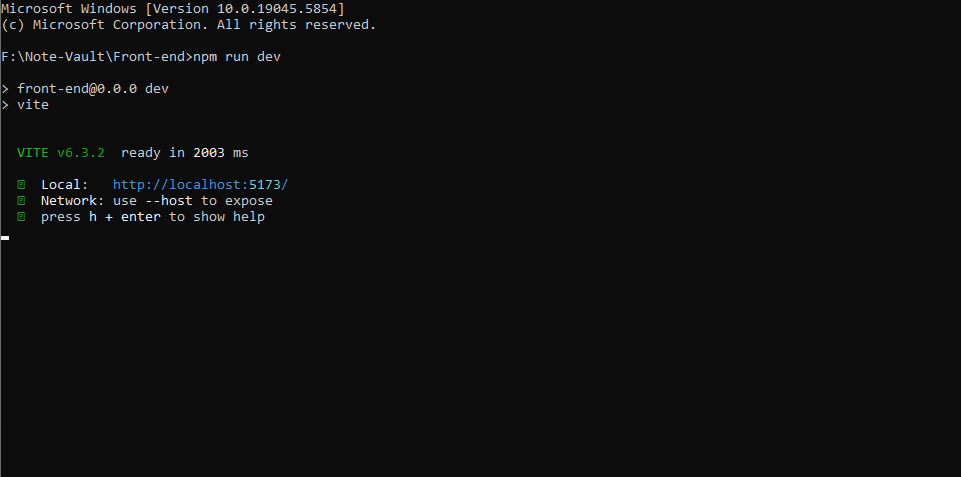 Microsoft Windows [Version 10.0.19045.5854]
(c) Microsoft Corporation. All rights reserved.
F:\Note-Vault\Front-end>npm run dev
> front-end@0.0.0 dev
> vite
VITE v6.3.2  ready in 2003 ms
Local:   http://localhost:5173/
Network: use --host to expose
press h + enter to show help